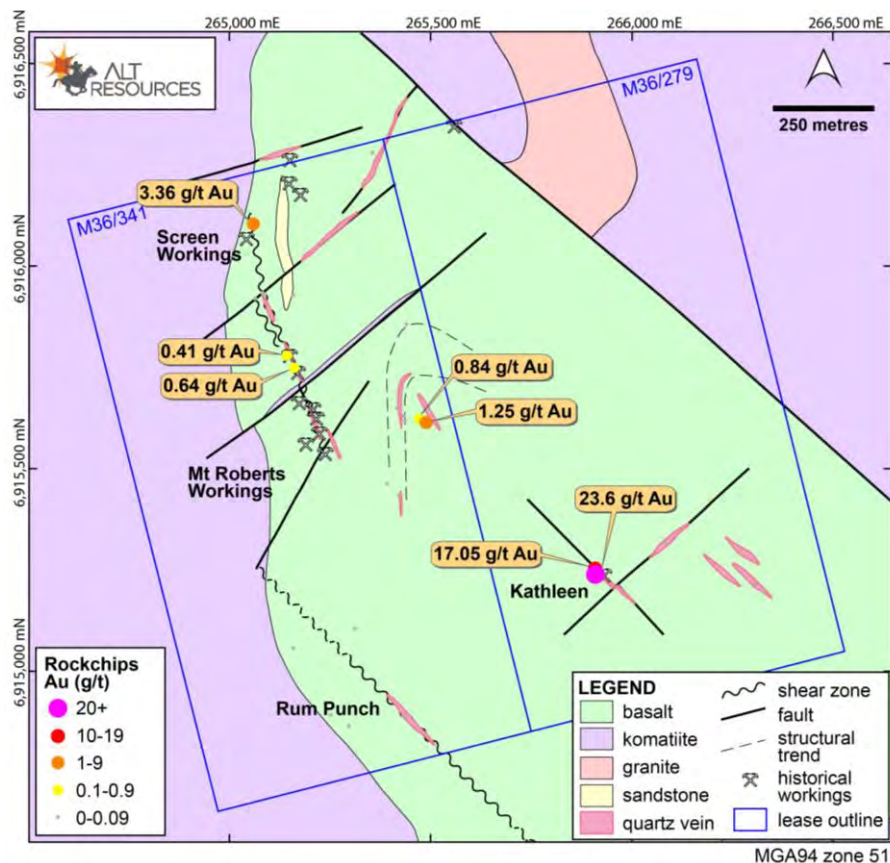 265,000 mE
265,500 mE
266,000 mE
266,500 mE
6,916,500 mN
6,916,000 mN
6,915,500 mN
6,915,000 mN
ALT
RESOURCES
M36/279
250 metres
M36/341
3.36 g/t Au
Screen
Workings
0.41 g/t Au
0.64 g/t Au
0.84 g/t Au
1.25 g/t Au
Mt Roberts
Workings
23.6 g/t Au
17.05 g/t Au
Kathleen
Rum Punch
Rockchips
Au (g/t)
20+
10-19
1-9
0.1-0.9
0-0.09
LEGEND
basalt
komatiite
granite
sandstone
quartz vein
shear zone
fault
structural
trend
historical
workings
lease outline
MGA94 zone 51